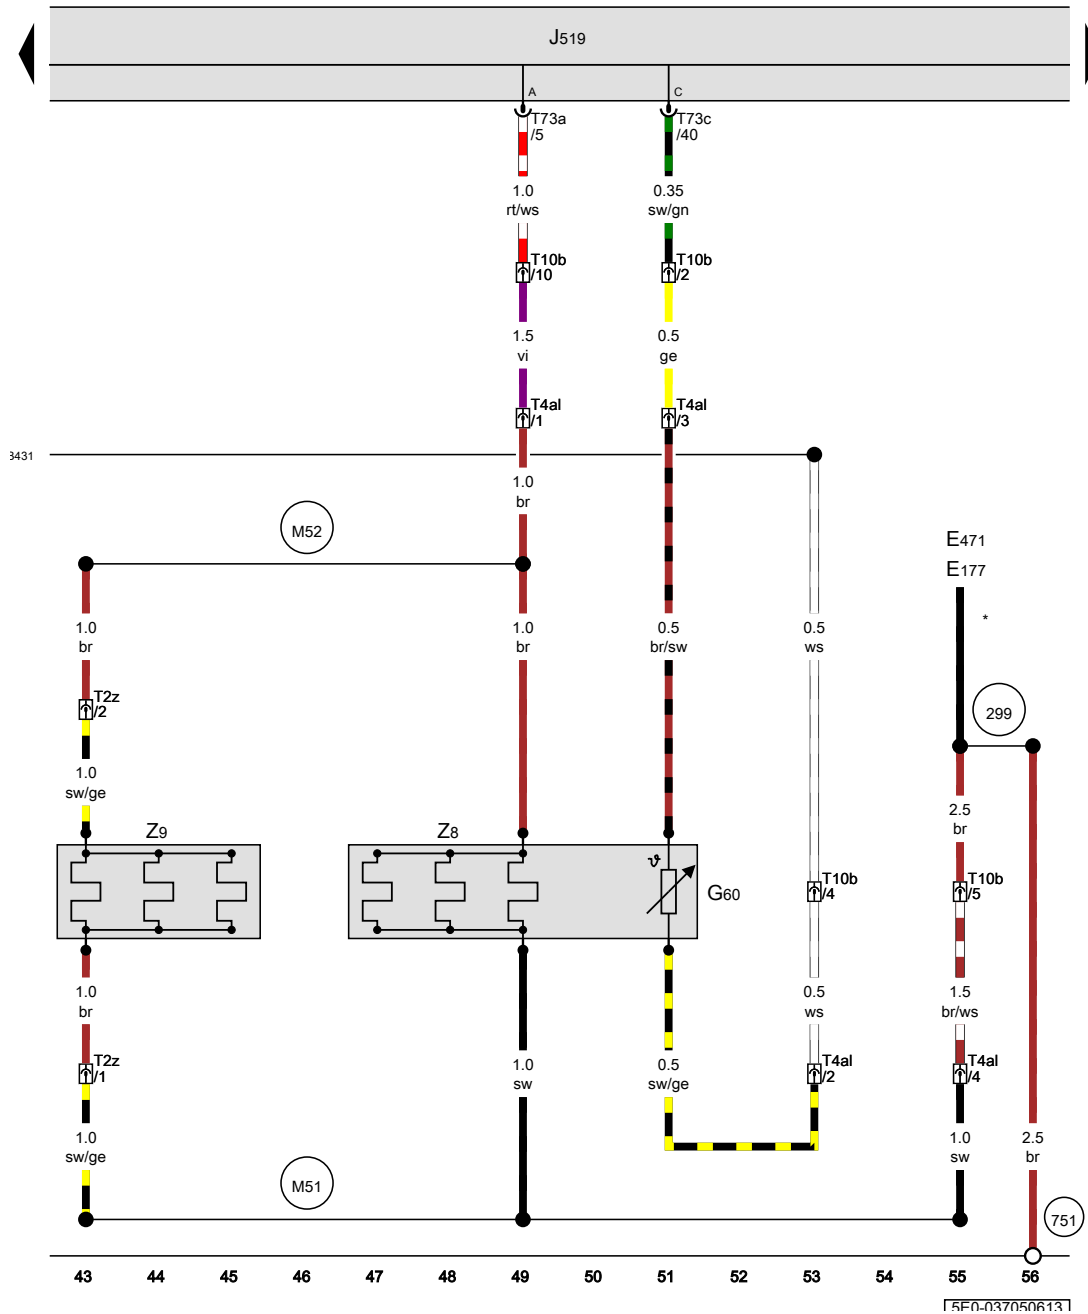 J519
A
C
T73a
/5
T73c
/40
1.0
rt/ws
0.35
sw/gn
T10b
/10
T10b
/2
1.5
vi
0.5
ge
T4al
/1
T4al
/3
3431
1.0
br
M52
E471
E177
*
1.0
br
1.0
br
0.5
br/sw
0.5
ws
T2z
/2
299
1.0
sw/ge
2.5
br
Z9
Z8
ϑ
G60
T10b
/4
T10b
/5
1.0
br
0.5
ws
1.5
br/ws
T2z
/1
1.0
sw
0.5
sw/ge
T4al
/2
T4al
/4
1.0
sw/ge
1.0
sw
2.5
br
M51
751
43 44 45 46 47 48 49 50 51 52 53 54 55 56
5E0-037050613